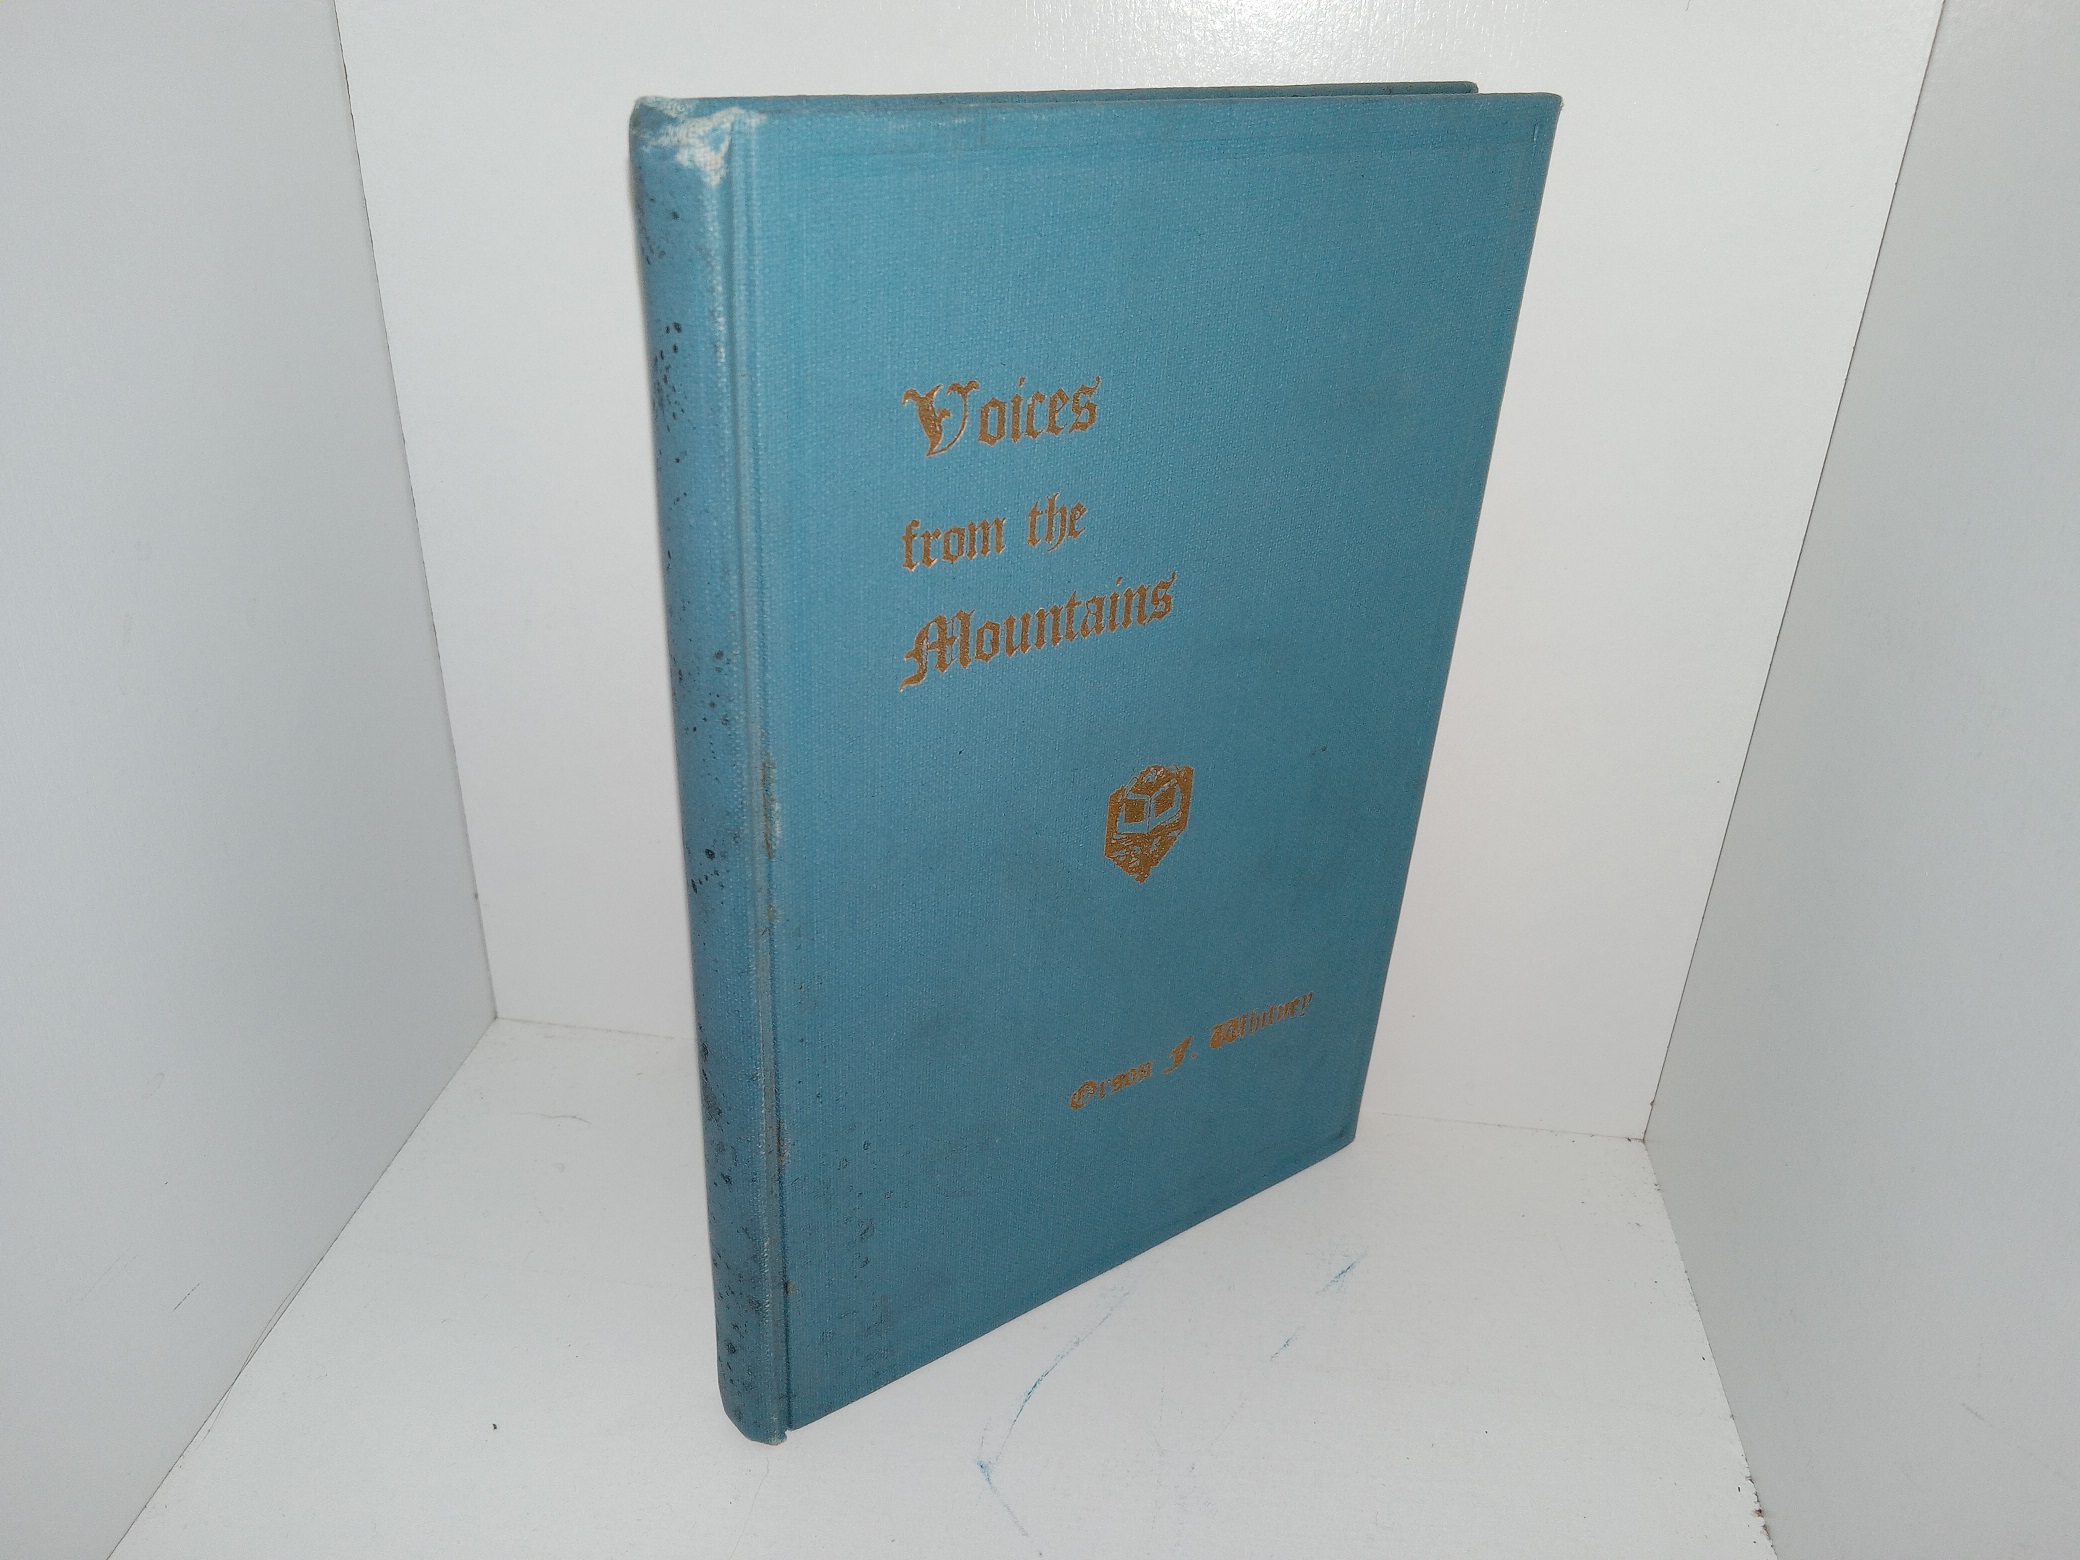 Voices
from the
Mountains
Orson F. Whitney